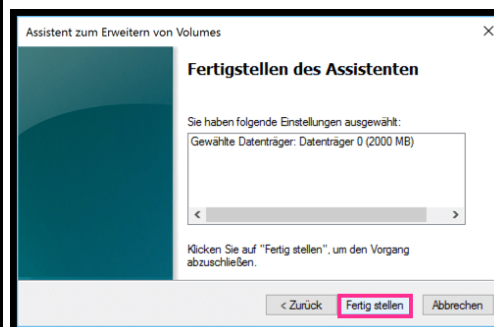 Assistent zum Erweitern von Volumes
Fertigstellen des Assistenten
Sie haben folgende Einstellungen ausgewählt:
Gewählte Datenträger: Datenträger 0 (2000 MB)
Klicken Sie auf "Fertig stellen", um den Vorgang
abzuschließen.
< Zurück Fertig stellen Abbrechen